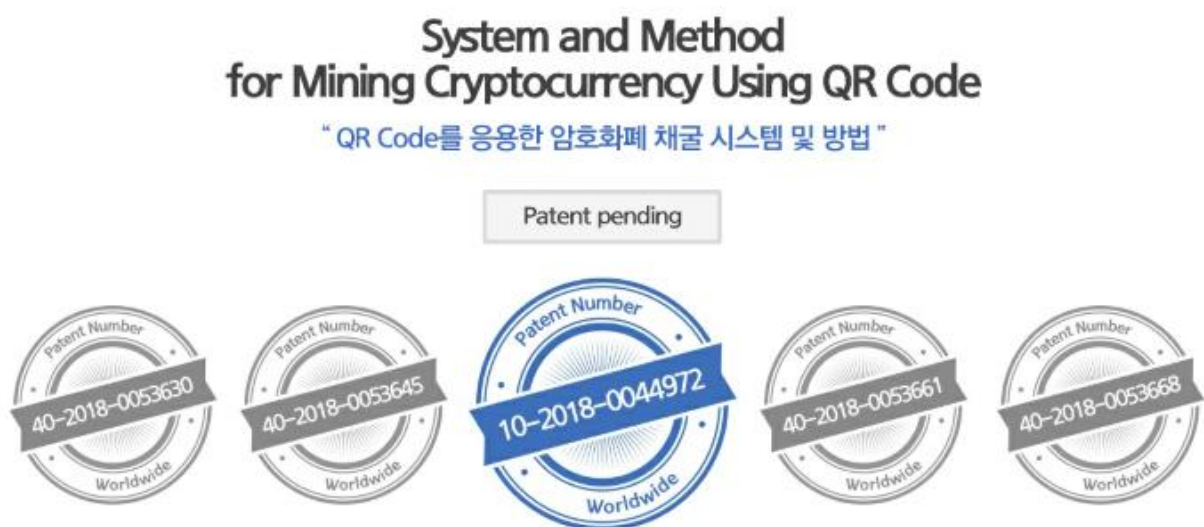 System and Method
for Mining Cryptocurrency Using QR Code
“ QR Code를 응용한 암호화폐 채굴 시스템 및 방법 ”
Patent pending
Patent Number
40-2018-0053630
Worldwide
Patent Number
40-2018-0053645
Worldwide
Patent Number
10-2018-0044972
Worldwide
Patent Number
40-2018-0053661
Worldwide
Patent Number
40-2018-0053668
Worldwide